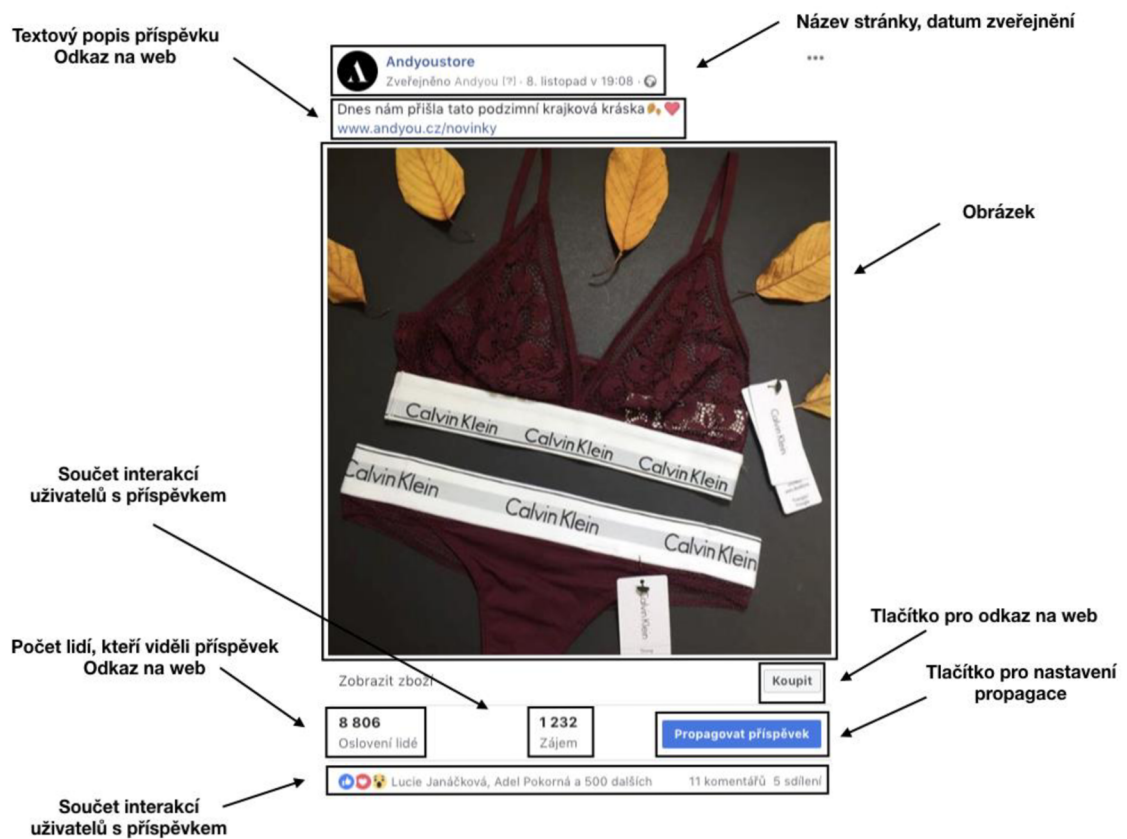 Název stránky, datum zveřejnění
Textový popis příspěvku
Odkaz na web
Andyoustore
Zveřejněno Andyou [?] · 8. listopad v 19:08 ·
Dnes nám přišla tato podzimní krajková kráska
www.andyou.cz/novinky
Obrázek
Calvin Klein Calvin Klein Calvin Klein
Calvin Klein
Calvin Klein Calvin Klein Calvin Klein
Calvin Klein
Součet interakcí
uživatelů s příspěvkem
Tlačítko pro odkaz na web
Počet lidí, kteří viděli příspěvek
Odkaz na web
Tlačítko pro nastavení
propagace
Zobrazit zboží
Koupit
8 806
Oslovení lidé
1 232
Zájem
Propagovat příspěvek
Lucie Janáčková, Adel Pokorná a 500 dalších
11 komentářů 5 sdílení
Součet interakcí
uživatelů s příspěvkem